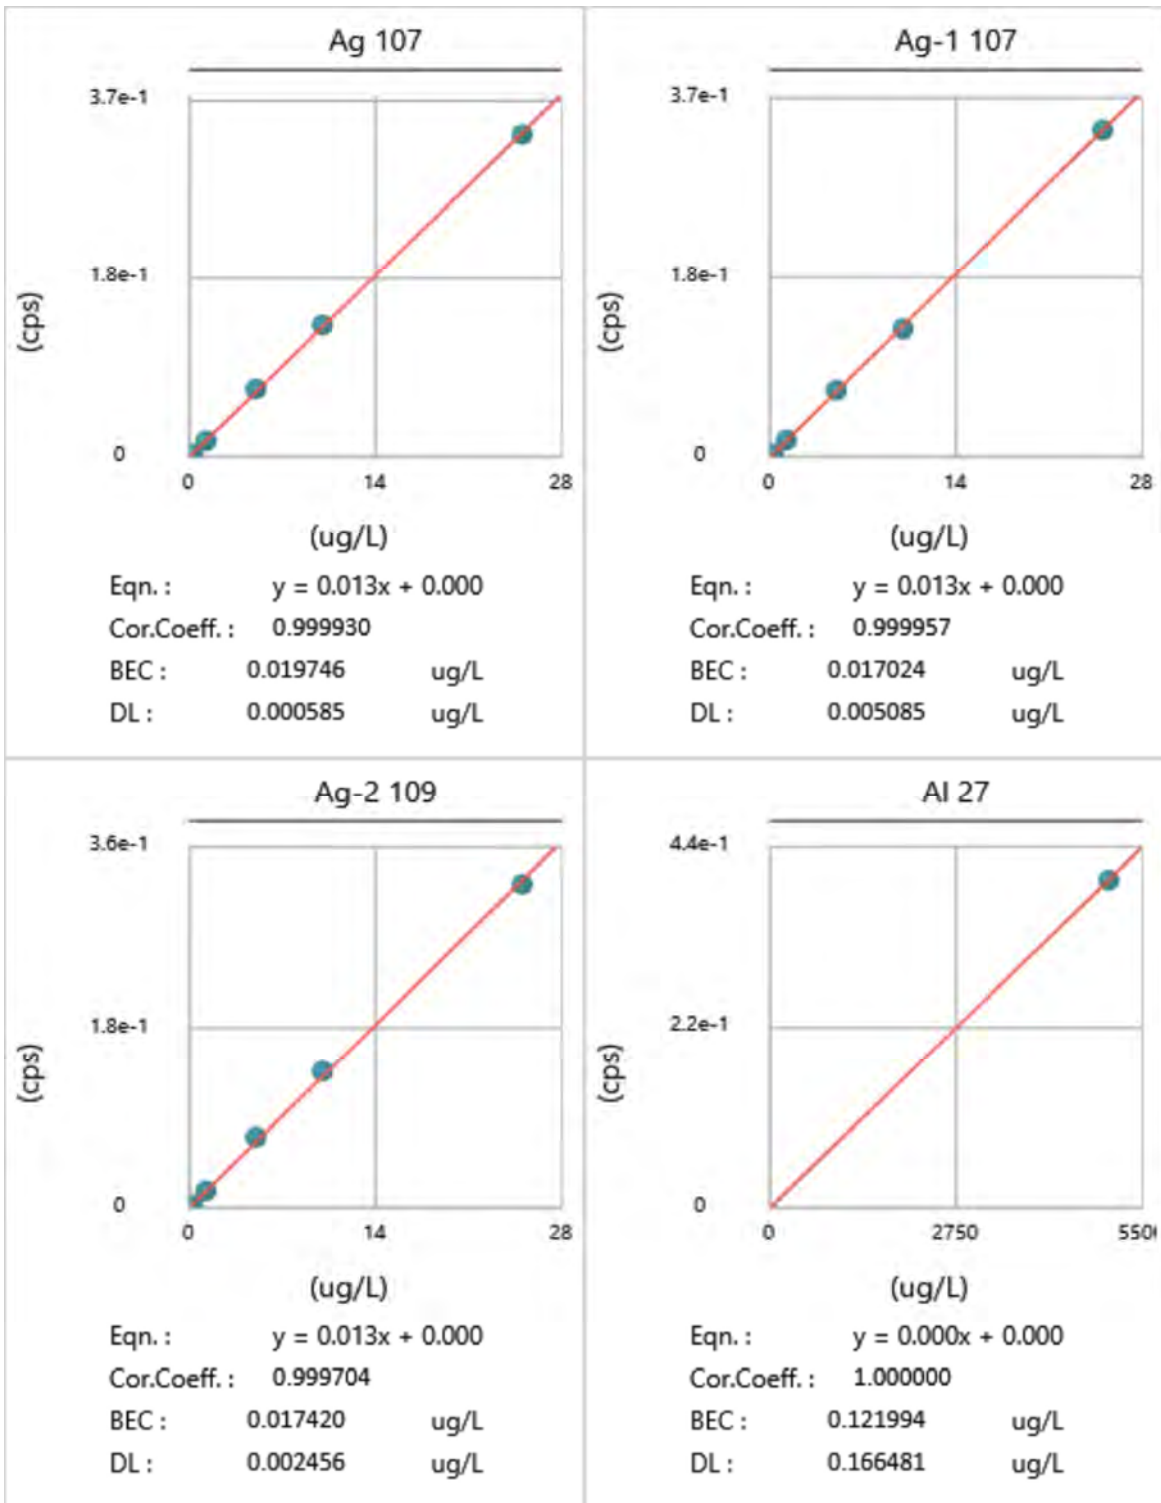 Ag 107
3.7e-1
1.8e-1
0
(cps)
0 14 28
(ug/L)
Eqn. : y = 0.013x + 0.000
Cor.Coeff. : 0.999930
BEC : 0.019746 ug/L
DL : 0.000585 ug/L
Ag-1 107
3.7e-1
1.8e-1
0
(cps)
0 14 28
(ug/L)
Eqn. : y = 0.013x + 0.000
Cor.Coeff. : 0.999957
BEC : 0.017024 ug/L
DL : 0.005085 ug/L
Ag-2 109
3.6e-1
1.8e-1
0
(cps)
0 14 28
(ug/L)
Eqn. : y = 0.013x + 0.000
Cor.Coeff. : 0.999704
BEC : 0.017420 ug/L
DL : 0.002456 ug/L
Al 27
4.4e-1
2.2e-1
0
(cps)
0 2750
(ug/L)
Eqn. : y = 0.000x + 0.000
Cor.Coeff. : 1.000000
BEC : 0.121994 ug/L
DL : 0.166481 ug/L